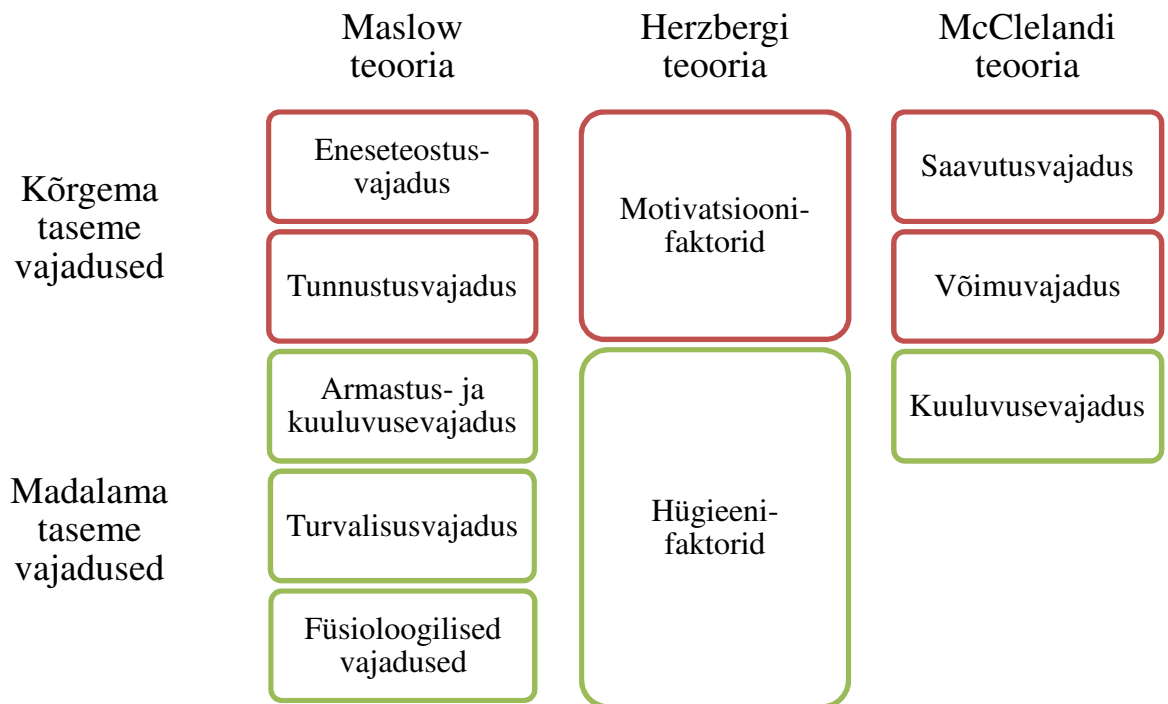 Maslow
teooria
Herzbergi
teooria
McClelandi
teooria
Kõrgema
taseme
vajadused
Eneseteostus-
vajadus
Tunnustusvajadus
Motivatsiooni-
faktorid
Saavutusvajadus
Võimuvajadus
Madalama
taseme
vajadused
Armastus- ja
kuuluvusevajadus
Turvalisusvajadus
Füsioloogilised
vajadused
Hügieeni-
faktorid
Kuuluvusevajadus